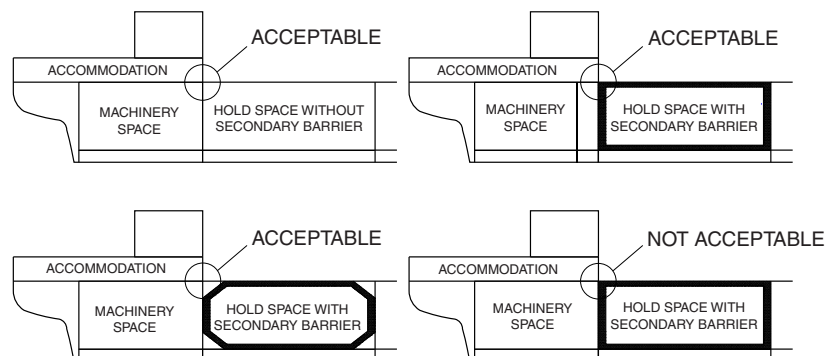 ACCEPTABLE
ACCOMMODATION
MACHINERY
SPACE
HOLD SPACE WITHOUT
SECONDARY BARRIER
ACCEPTABLE
ACCOMMODATION
MACHINERY
SPACE
HOLD SPACE WITH
SECONDARY BARRIER
ACCEPTABLE
ACCOMMODATION
MACHINERY
SPACE
HOLD SPACE WITH
SECONDARY BARRIER
NOT ACCEPTABLE
ACCOMMODATION
MACHINERY
SPACE
HOLD SPACE WITH
SECONDARY BARRIER